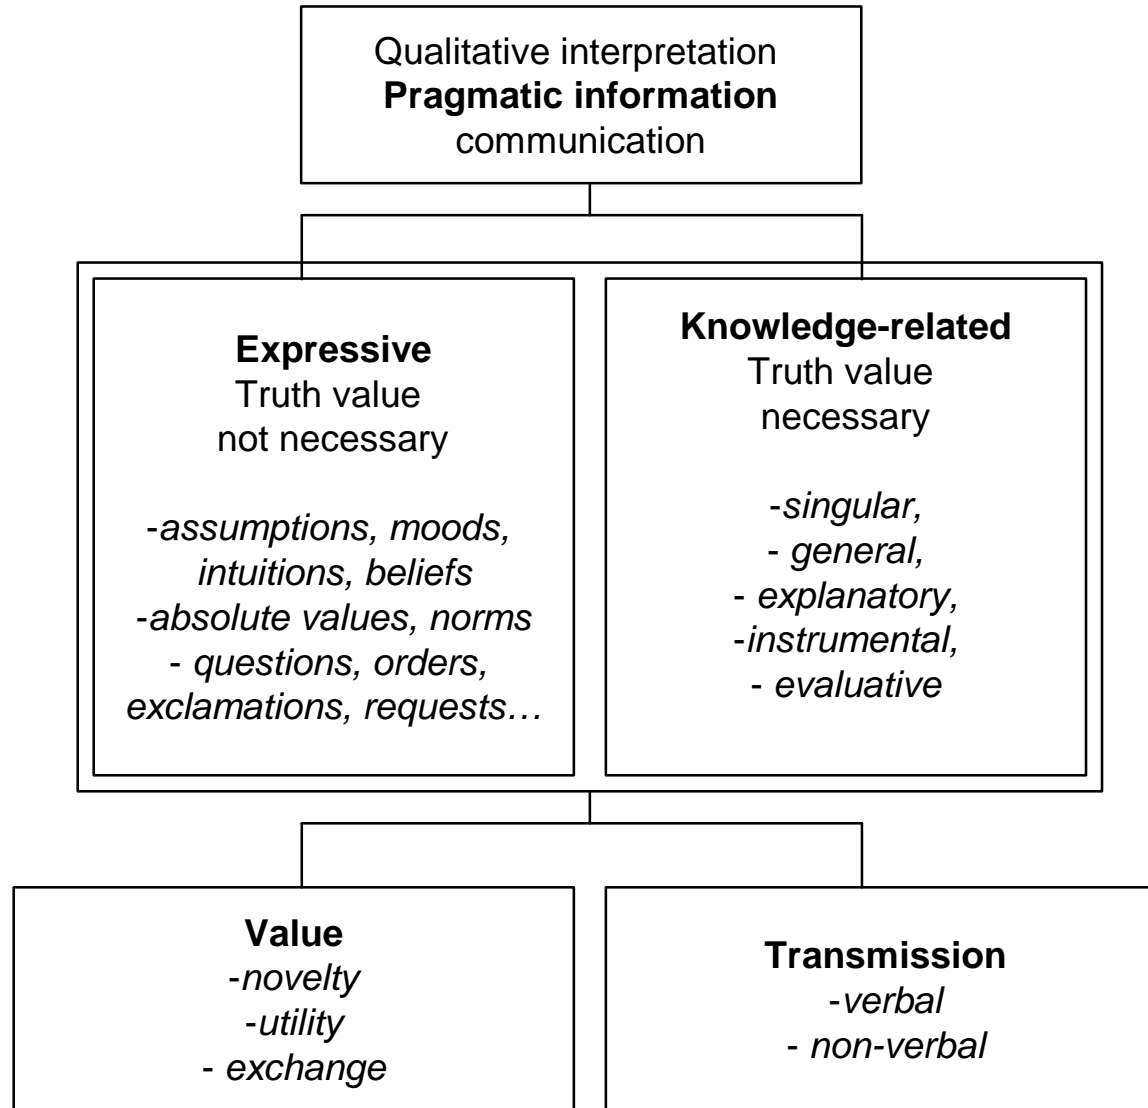 Qualitative interpretation
Pragmatic information
communication
Expressive
Truth value
not necessary
-assumptions, moods,
intuitions, beliefs
-absolute values, norms
- questions, orders,
exclamations, requests…
Knowledge-related
Truth value
necessary
-singular,
- general,
- explanatory,
-instrumental,
- evaluative
Value
-novelty
-utility
- exchange
Transmission
-verbal
- non-verbal